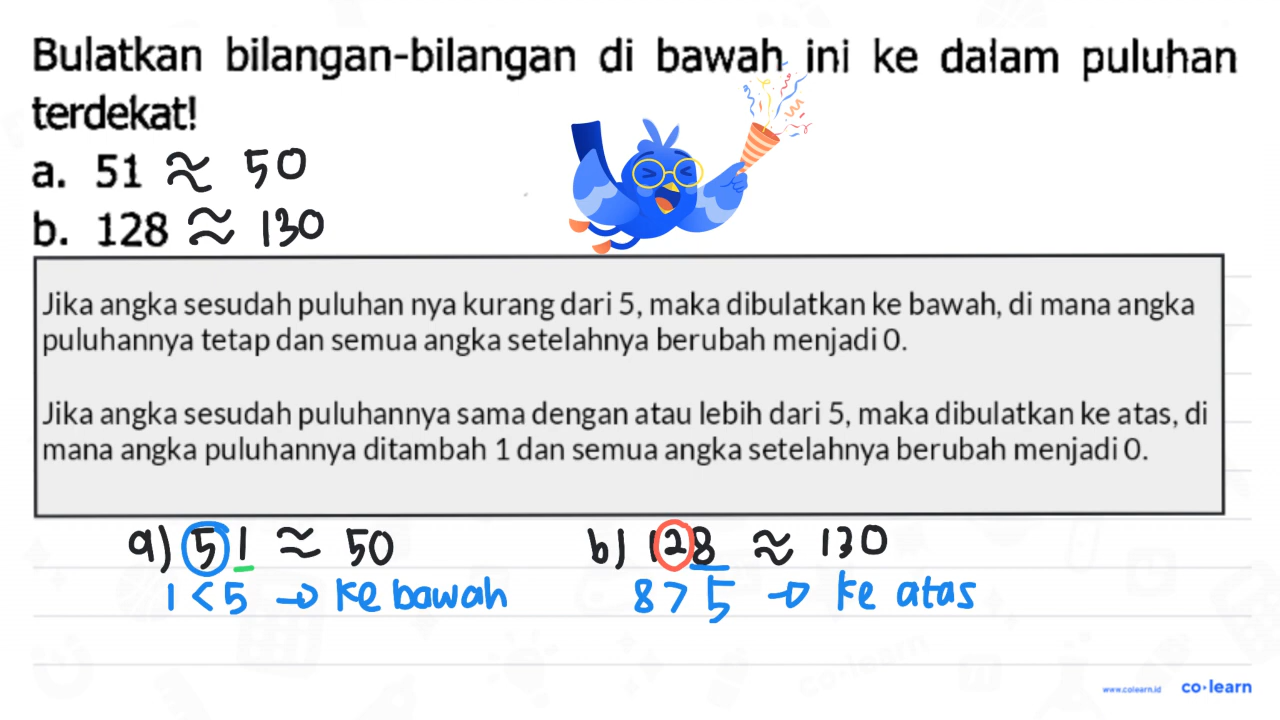 Bulatkan bilangan-bilangan di bawah ini ke dalam puluhan
terdekat!
a. 51 ≈ 50
b. 128 ≈ 130
Jika angka sesudah puluhan nya kurang dari 5, maka dibulatkan ke bawah, di mana angka
puluhannya tetap dan semua angka setelahnya berubah menjadi 0.
Jika angka sesudah puluhannya sama dengan atau lebih dari 5, maka dibulatkan ke atas, di
mana angka puluhannya ditambah 1 dan semua angka setelahnya berubah menjadi 0.
a) 51 ≈ 50 b) 128 ≈ 130
1 < 5 → ke bawah 8 > 5 → ke atas
www.colearn.id co·learn